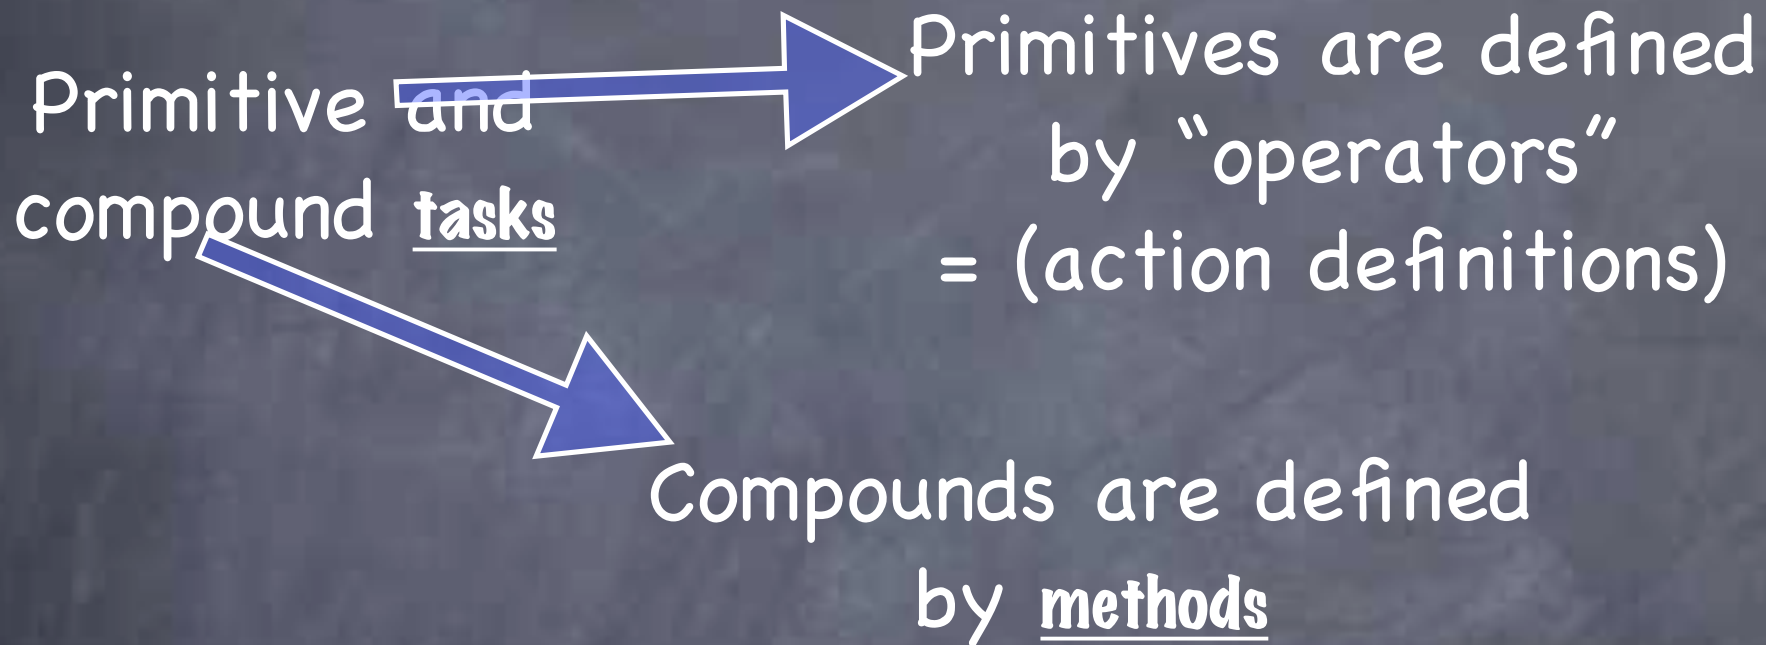 Primitive and
compound tasks
Primitives are defined
by “operators”
= (action definitions)
Compounds are defined
by methods